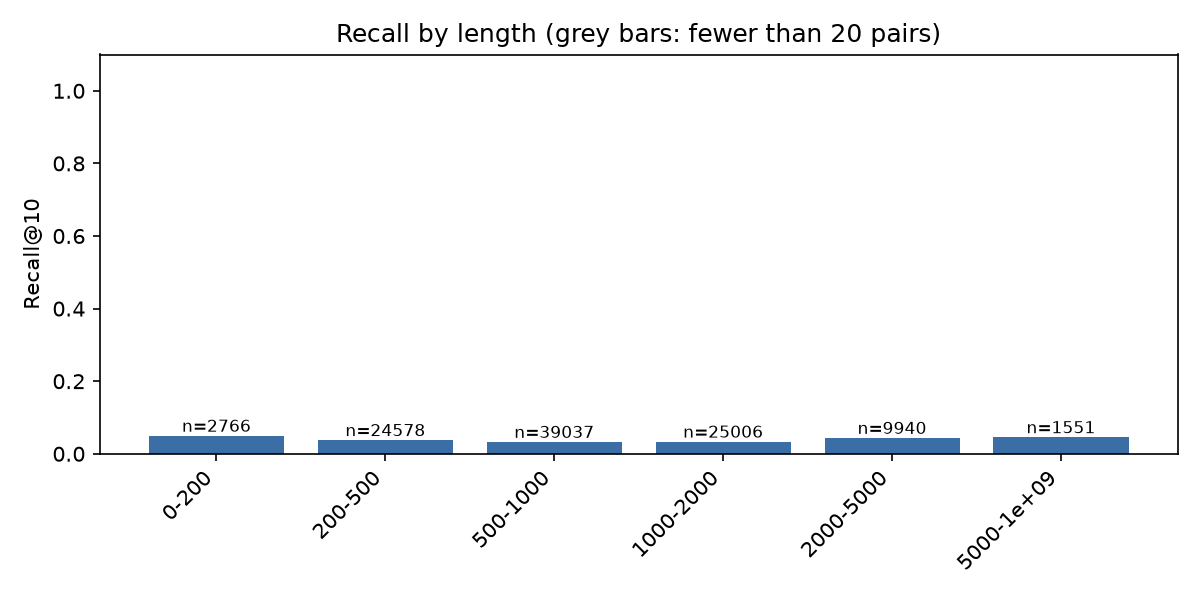 Recall by length (grey bars: fewer than 20 pairs)
Recall@10
1.0
0.8
0.6
0.4
0.2
0.0
n=2766
n=24578
n=39037
n=25006
n=9940
n=1551
0-200
200-500
500-1000
1000-2000
2000-5000
5000-1e+09